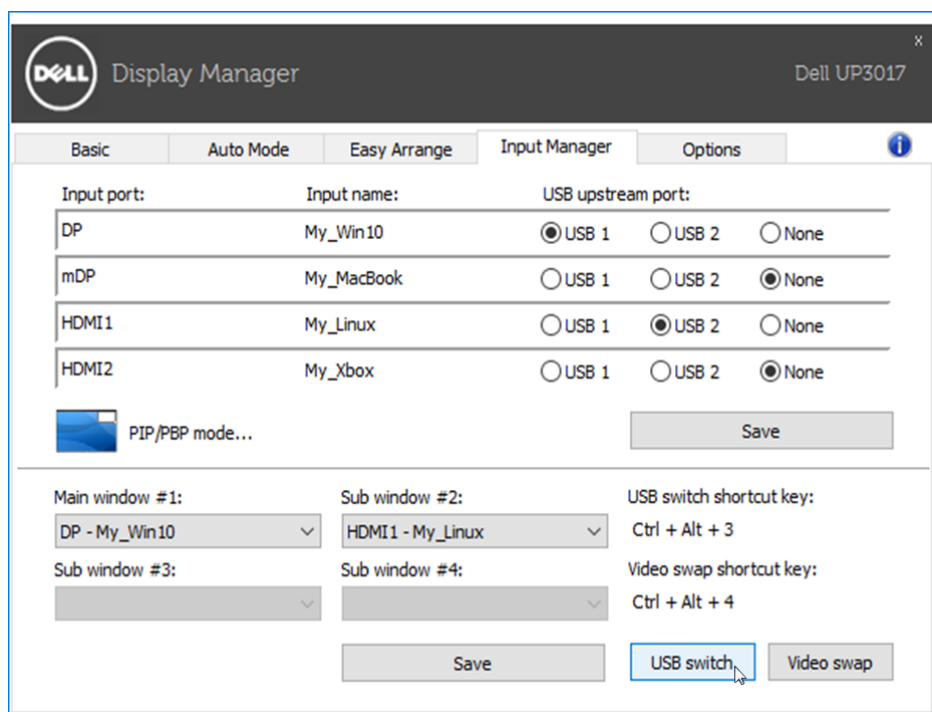 DELL Display Manager Dell UP3017 x
Basic Auto Mode Easy Arrange Input Manager Options i
Input port: Input name: USB upstream port:
DP My_Win10 USB 1 USB 2 None
mDP My_MacBook USB 1 USB 2 None
HDMI1 My_Linux USB 1 USB 2 None
HDMI2 My_Xbox USB 1 USB 2 None
PIP/PBP mode... Save
Main window #1: Sub window #2: USB switch shortcut key:
DP - My_Win10 HDMI1 - My_Linux Ctrl + Alt + 3
Sub window #3: Sub window #4: Video swap shortcut key:
Ctrl + Alt + 4
Save USB switch Video swap